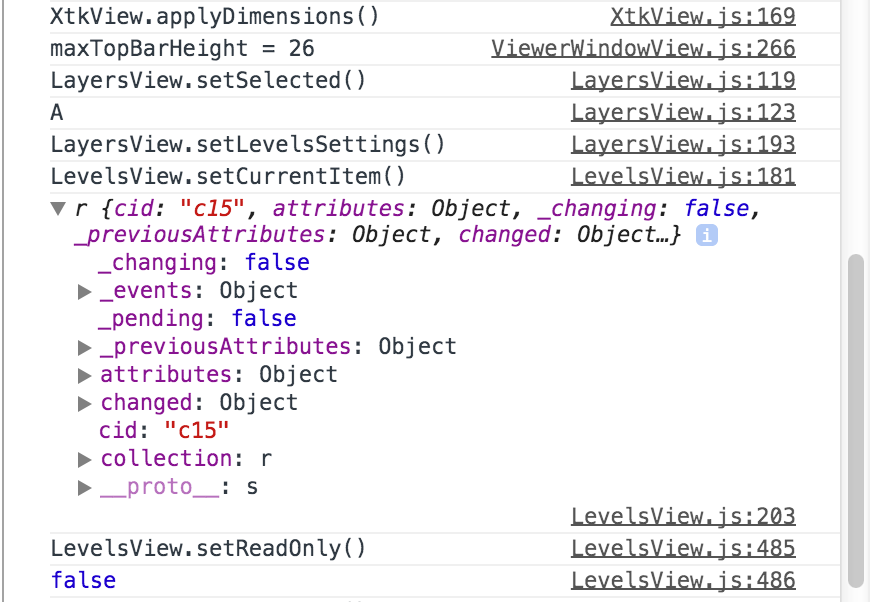 XtkView.applyDimensions() XtkView.js:169
maxTopBarHeight = 26 ViewerWindowView.js:266
LayersView.setSelected() LayersView.js:119
A LayersView.js:123
LayersView.setLevelsSettings() LayersView.js:193
LevelsView.setCurrentItem() LevelsView.js:181
▼ r {cid: "c15", attributes: Object, _changing: false,
_previousAttributes: Object, changed: Object…} i
_changing: false
▶ _events: Object
_pending: false
▶ _previousAttributes: Object
▶ attributes: Object
▶ changed: Object
cid: "c15"
▶ collection: r
▶ __proto__: s
LevelsView.js:203
LevelsView.setReadOnly() LevelsView.js:485
false LevelsView.js:486